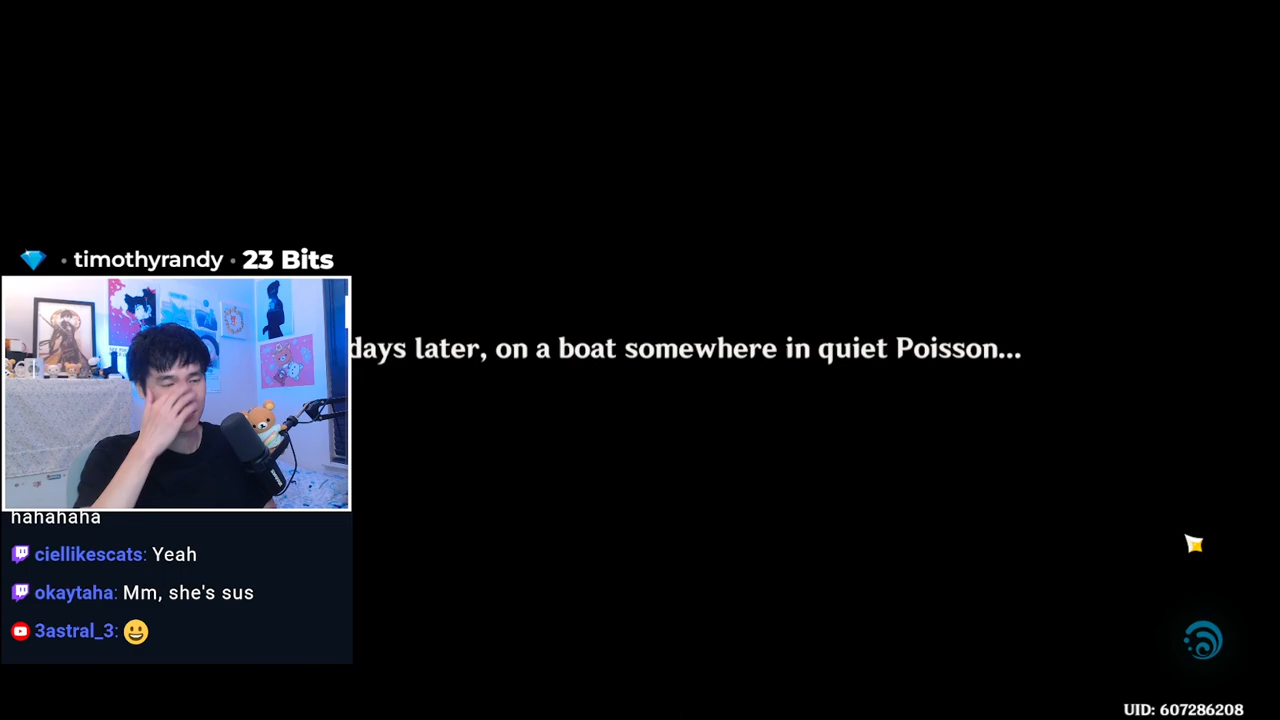 • timothyrandy • 23 Bits
days later, on a boat somewhere in quiet Poisson...
hahahaha
ciellikescats: Yeah
okaytaha: Mm, she's sus
3astral_3: 😀
UID: 607286208